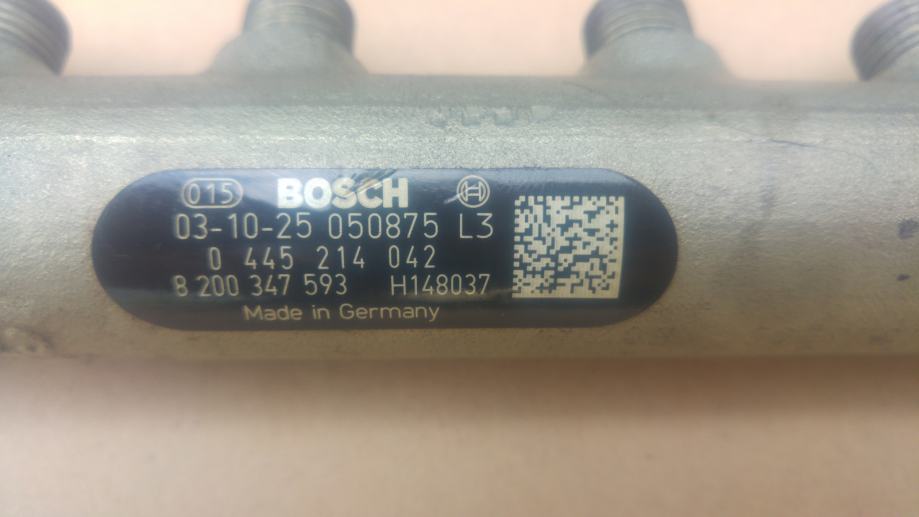 015 BOSCH
03-10-25 050875 L3
0 445 214 042
8 200 347 593 H148037
Made in Germany